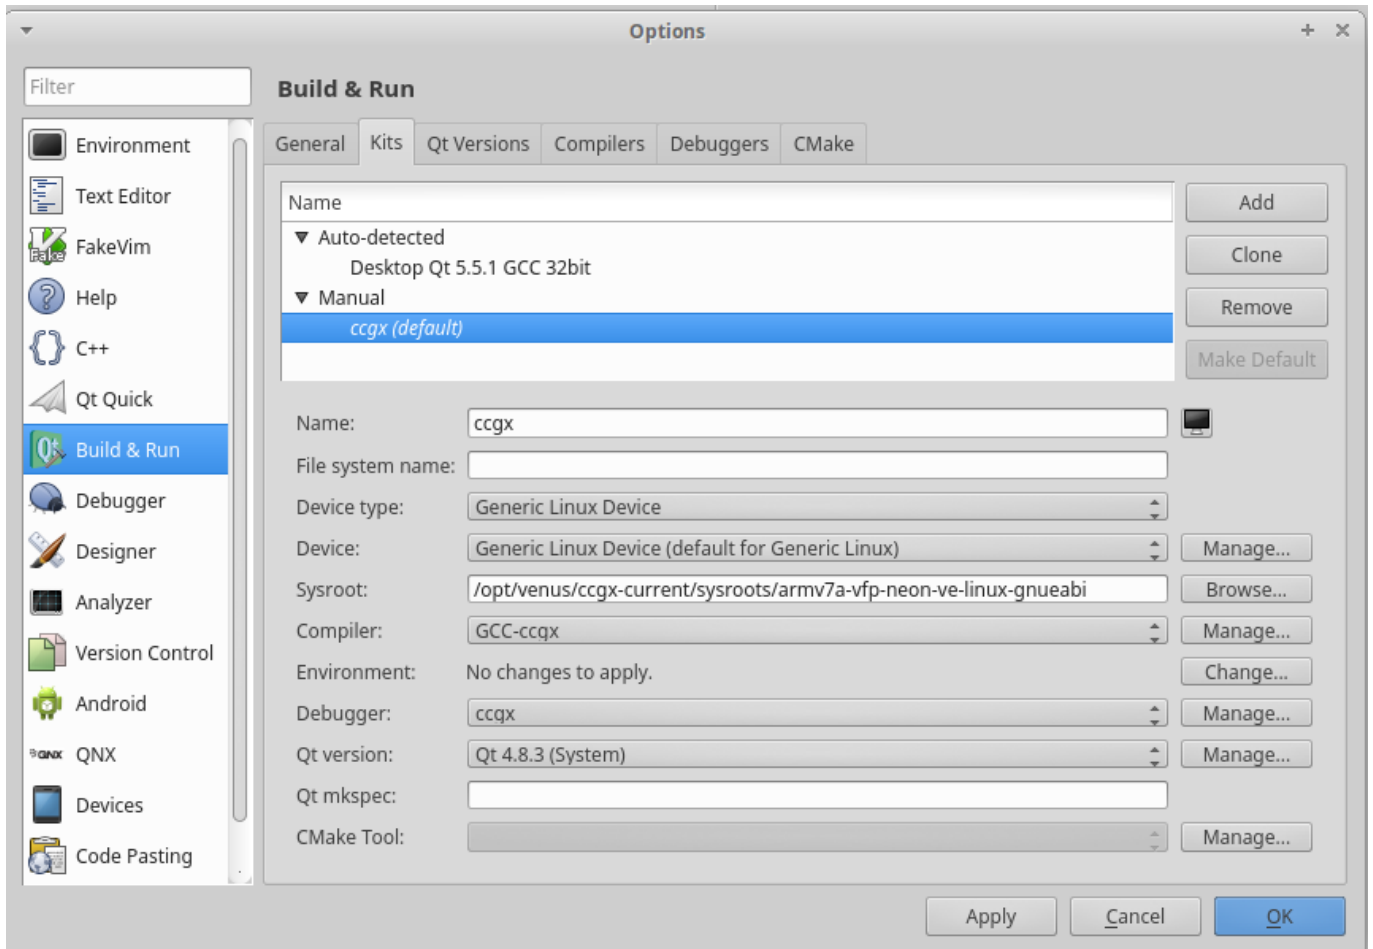 Options
Filter
Build & Run
Environment
Text Editor
FakeVim
Help
C++
Qt Quick
Build & Run
Debugger
Designer
Analyzer
Version Control
Android
QNX
Devices
Code Pasting
General Kits Qt Versions Compilers Debuggers CMake
Name
Auto-detected
Desktop Qt 5.5.1 GCC 32bit
Manual
ccgx (default)
Add
Clone
Remove
Make Default
Name: ccgx
File system name:
Device type: Generic Linux Device
Device: Generic Linux Device (default for Generic Linux) Manage...
Sysroot: /opt/venus/ccgx-current/sysroots/armv7a-vfp-neon-ve-linux-gnueabi Browse...
Compiler: GCC-ccgx Manage...
Environment: No changes to apply. Change...
Debugger: ccgx Manage...
Qt version: Qt 4.8.3 (System) Manage...
Qt mkspec:
CMake Tool: Manage...
Apply Cancel OK